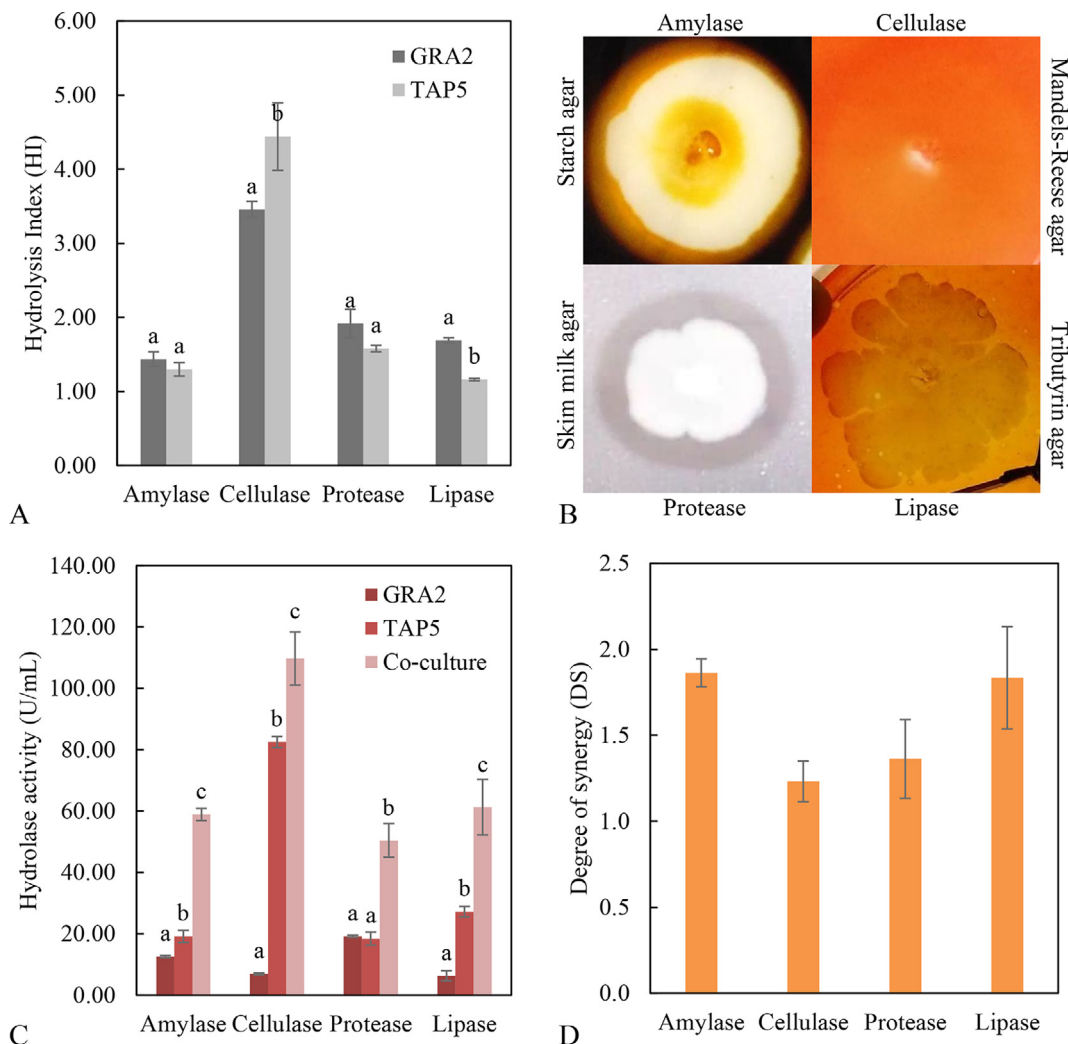 6.00
5.00
4.00
3.00
2.00
1.00
0.00
Hydrolysis Index (HI)
GRA2
TAP5
a
a
a
b
a
a
a
b
Amylase
Cellulase
Protease
Lipase
A
Amylase
Cellulase
Starch agar
Mandels-Reese agar
Skim milk agar
Tributyrin agar
Protease
Lipase
B
140.00
120.00
100.00
80.00
60.00
40.00
20.00
0.00
Hydrolase activity (U/mL)
GRA2
TAP5
Co-culture
a
b
c
a
b
c
a
a
b
a
b
c
Amylase
Cellulase
Protease
Lipase
C
2.5
2.0
1.5
1.0
0.5
0.0
Degree of synergy (DS)
Amylase
Cellulase
Protease
Lipase
D